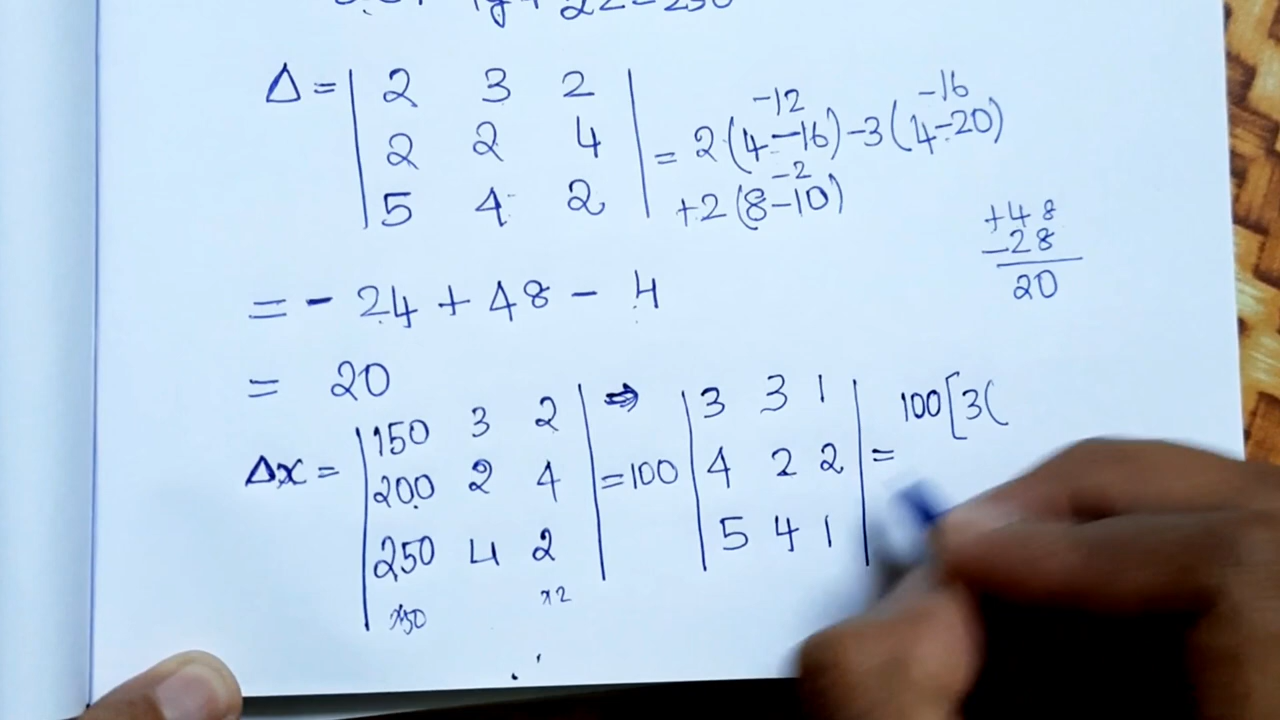 Δ = | 2 3 2 |
| 2 2 4 | = 2(4-16)-3(4-20)
| 5 4 2 | +2(8-10)
-12 -16
-2
+48
-28
20
= - 24 + 48 - 4
= 20
Δx = | 150 3 2 | ⇒ | 3 3 1 |
| 200 2 4 | = 100 | 4 2 2 | = 100[3(
| 250 4 2 | | 5 4 1 |
x50 x2